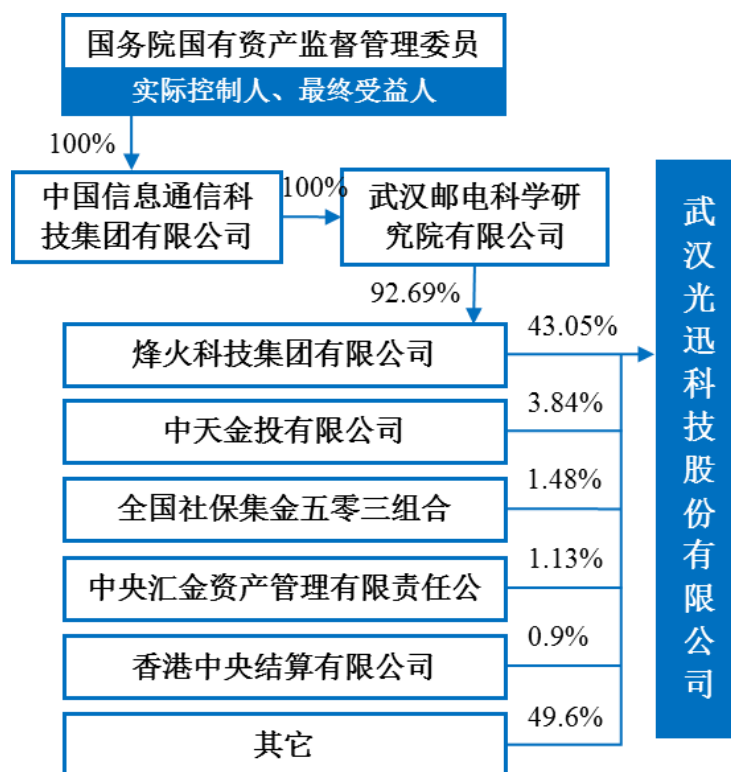 国务院国有资产监督管理委员
实际控制人、最终受益人
100%
中国信息通信科
技集团有限公司
100%
武汉邮电科学研
究院有限公司
92.69%
烽火科技集团有限公司
43.05%
中天金投有限公司
3.84%
全国社保集金五零三组合
1.48%
中央汇金资产管理有限责任公
1.13%
香港中央结算有限公司
0.9%
其它
49.6%
武汉光迅科技股份有限公司